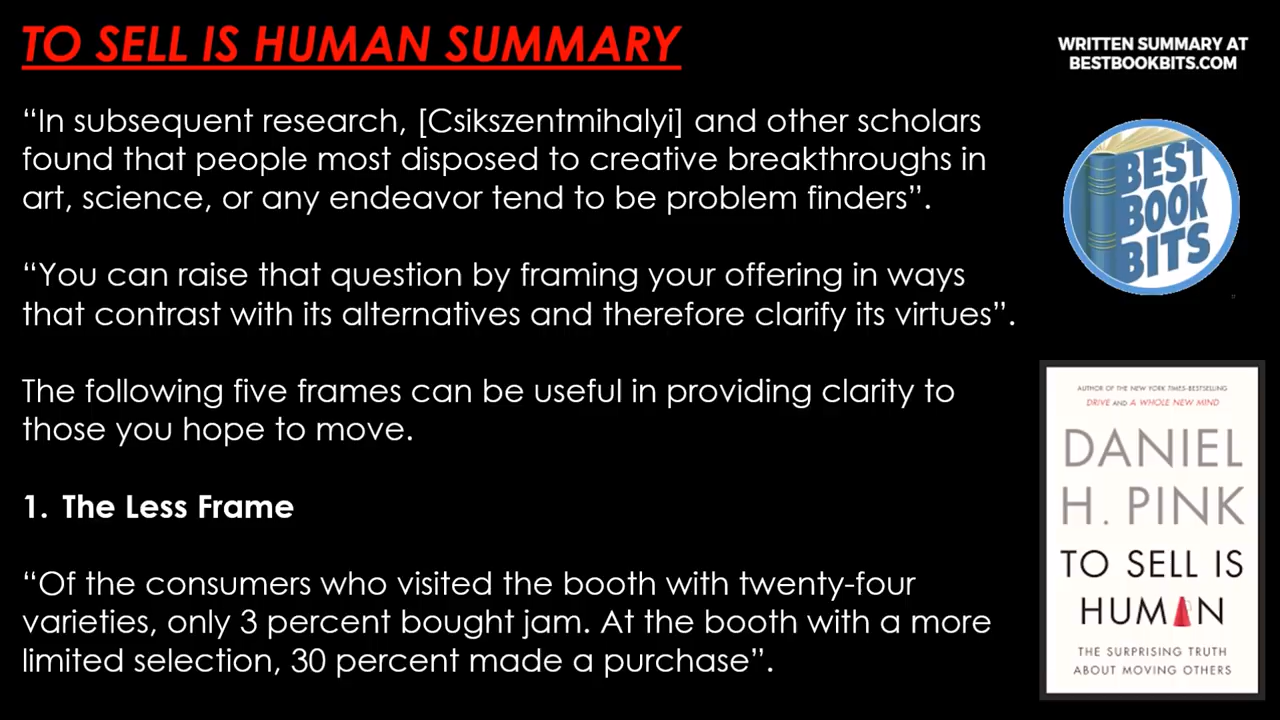 TO SELL IS HUMAN SUMMARY
WRITTEN SUMMARY AT
BESTBOOKBITS.COM
“In subsequent research, [Csikszentmihalyi] and other scholars
found that people most disposed to creative breakthroughs in
art, science, or any endeavor tend to be problem finders”.
“You can raise that question by framing your offering in ways
that contrast with its alternatives and therefore clarify its virtues”.
The following five frames can be useful in providing clarity to
those you hope to move.
1. The Less Frame
“Of the consumers who visited the booth with twenty-four
varieties, only 3 percent bought jam. At the booth with a more
limited selection, 30 percent made a purchase”.
BEST
BOOK
BITS
AUTHOR OF THE NEW YORK TIMES-BESTSELLING
DRIVE AND A WHOLE NEW MIND
DANIEL
H. PINK
TO SELL IS
HUMAN
THE SURPRISING TRUTH
ABOUT MOVING OTHERS